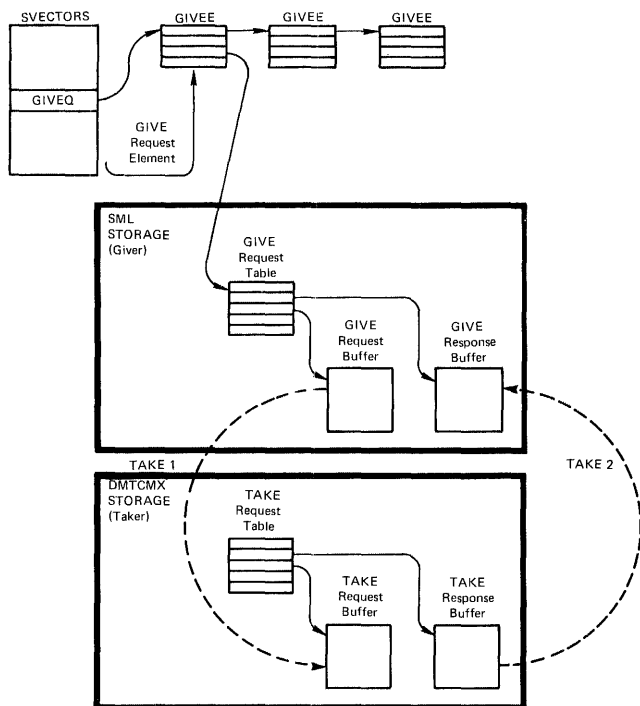 SVECTORS
GIVEE
GIVEE
GIVEE
GIVEQ
GIVE
Request
Element
SML
STORAGE
(Giver)
GIVE
Request
Table
GIVE
Request
Buffer
GIVE
Response
Buffer
TAKE 1
TAKE 2
DMTCMX
STORAGE
(Taker)
TAKE
Request
Table
TAKE
Request
Buffer
TAKE
Response
Buffer